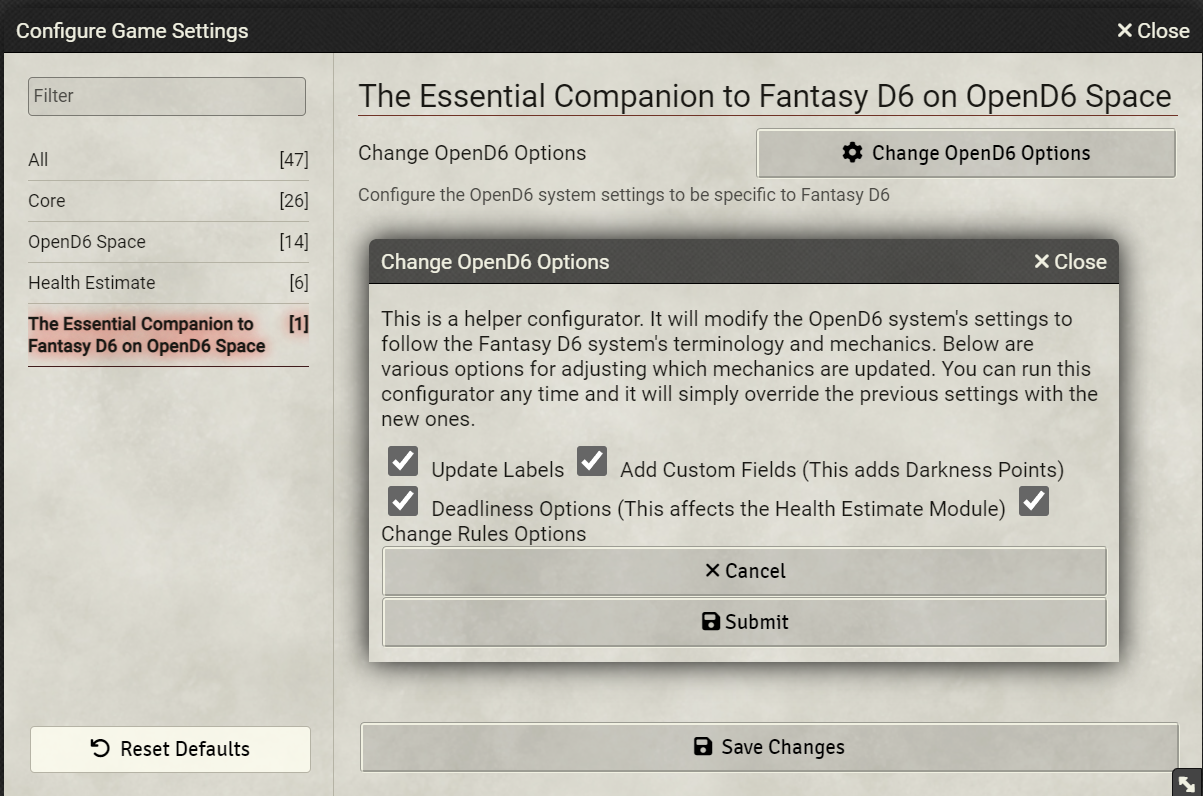 Configure Game Settings
Close
Filter
All [47]
Core [26]
OpenD6 Space [14]
Health Estimate [6]
The Essential Companion to [1]
Fantasy D6 on OpenD6 Space
Reset Defaults
The Essential Companion to Fantasy D6 on OpenD6 Space
Change OpenD6 Options
Change OpenD6 Options
Configure the OpenD6 system settings to be specific to Fantasy D6
Change OpenD6 Options
Close
This is a helper configurator. It will modify the OpenD6 system's settings to
follow the Fantasy D6 system's terminology and mechanics. Below are
various options for adjusting which mechanics are updated. You can run this
configurator any time and it will simply override the previous settings with the
new ones.
Update Labels Add Custom Fields (This adds Darkness Points)
Deadliness Options (This affects the Health Estimate Module)
Change Rules Options
Cancel
Submit
Save Changes